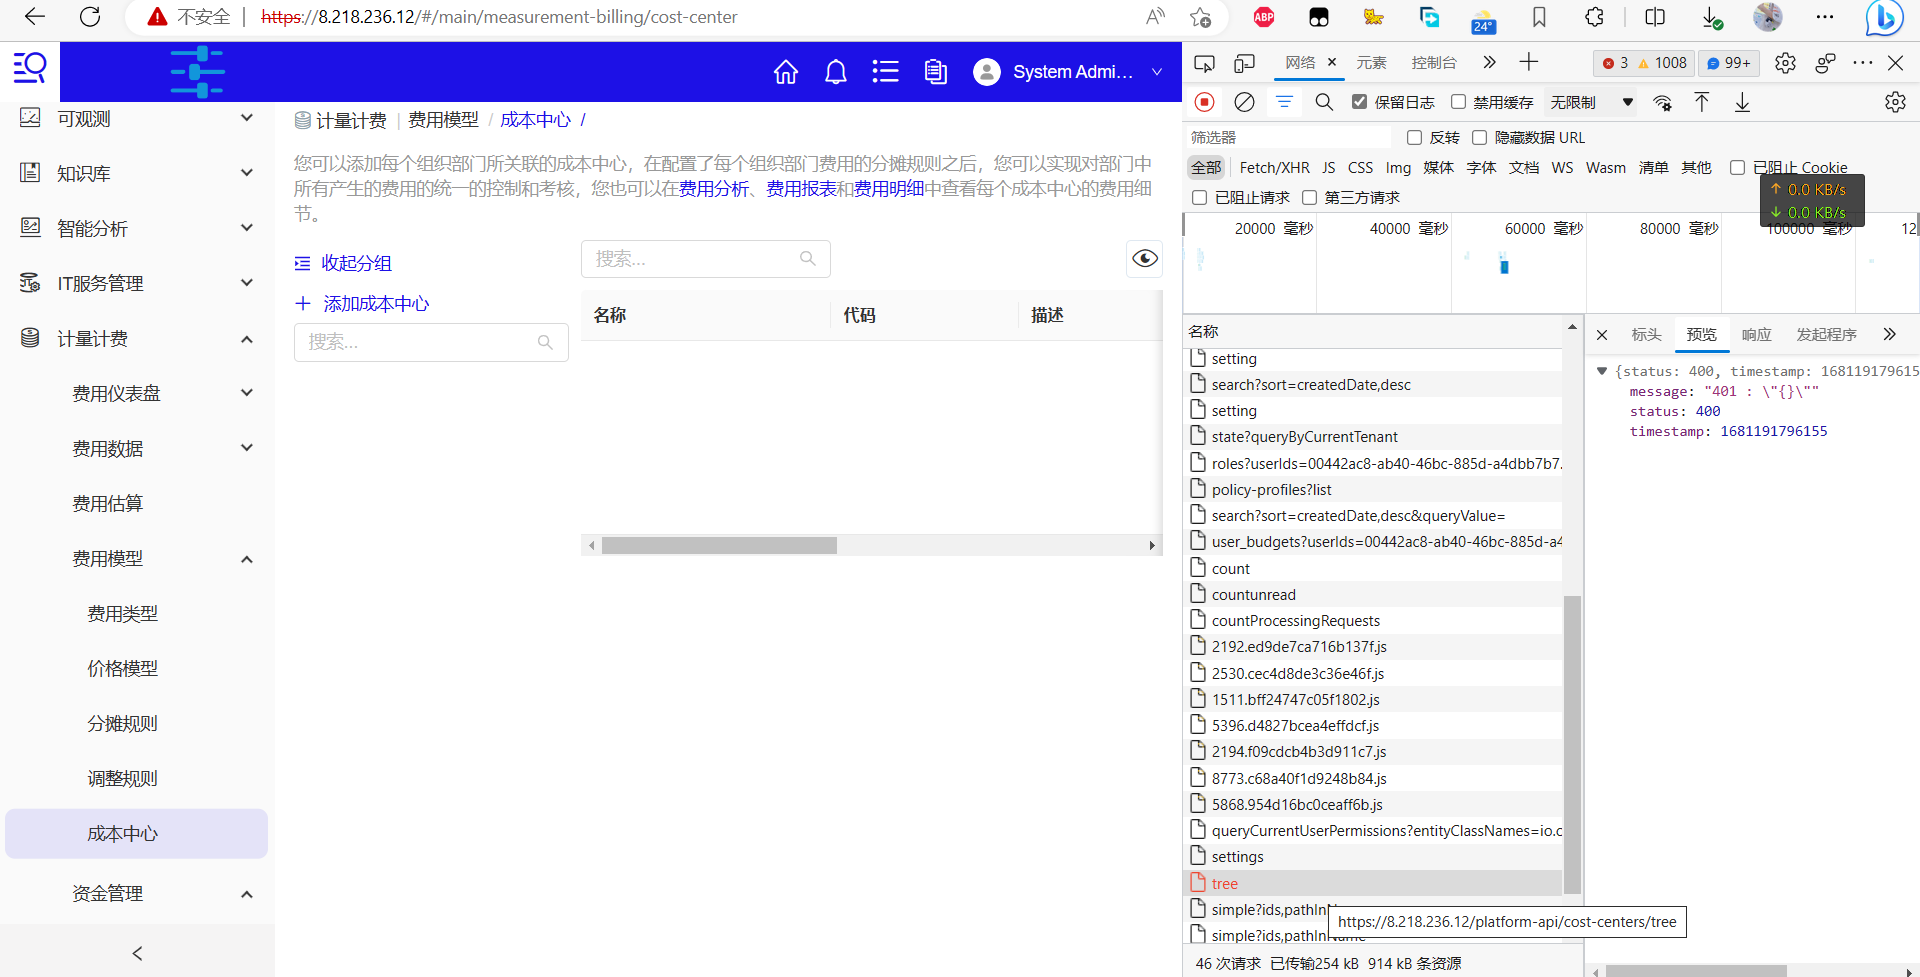 不安全 https://8.218.236.12/#/main/measurement-billing/cost-center
ABP
24°
System Admi...
可观测
知识库
智能分析
IT服务管理
计量计费
费用仪表盘
费用数据
费用估算
费用模型
费用类型
价格模型
分摊规则
调整规则
成本中心
资金管理
计量计费 | 费用模型 / 成本中心 /
您可以添加每个组织部门所关联的成本中心，在配置了每个组织部门费用的分摊规则之后，您可以实现对部门中
所有产生的费用的统一的控制和考核，您也可以在费用分析、费用报表和费用明细中查看每个成本中心的费用细
节。
收起分组
添加成本中心
搜索...
搜索...
名称 代码 描述
网络 元素 控制台
3 1008 99+
保留日志 禁用缓存 无限制
筛选器 反转 隐藏数据 URL
全部 Fetch/XHR JS CSS Img 媒体 字体 文档 WS Wasm 清单 其他 已阻止 Cookie
已阻止请求 第三方请求
↑ 0.0 KB/s
↓ 0.0 KB/s
20000 毫秒 40000 毫秒 60000 毫秒 80000 毫秒 100000 毫秒 12
名称
setting
search?sort=createdDate,desc
setting
state?queryByCurrentTenant
roles?userIds=00442ac8-ab40-46bc-885d-a4dbb7b7.
policy-profiles?list
search?sort=createdDate,desc&queryValue=
user_budgets?userIds=00442ac8-ab40-46bc-885d-a4
count
countunread
countProcessingRequests
2192.ed9de7ca716b137f.js
2530.cec4d8de3c36e46f.js
1511.bff24747c05f1802.js
5396.d4827bcea4effdcf.js
2194.f09cdcb4b3d911c7.js
8773.c68a40f1d9248b84.js
5868.954d16bc0ceaff6b.js
queryCurrentUserPermissions?entityClassNames=io.c
settings
tree
simple?ids,pathInN
https://8.218.236.12/platform-api/cost-centers/tree
simple?ids,pathInName
46 次请求 已传输254 kB 914 kB 条资源
标头 预览 响应 发起程序
{status: 400, timestamp: 168119179615
message: "401 : \"{}\""
status: 400
timestamp: 1681191796155